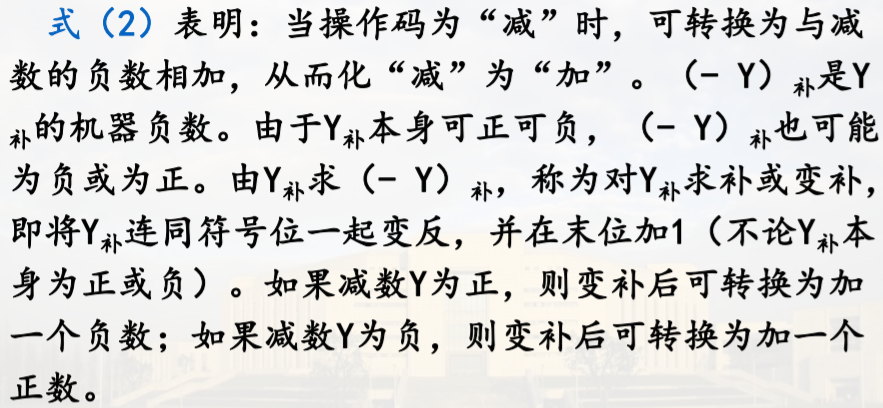 式（2）表明：当操作码为“减”时，可转换为与减
数的负数相加，从而化“减”为“加”。（- Y）补是Y
补的机器负数。由于Y补本身可正可负，（- Y）补也可能
为负或为正。由Y补求（- Y）补，称为对Y补求补或变补，
即将Y补连同符号位一起变反，并在末位加1（不论Y补本
身为正或负）。如果减数Y为正，则变补后可转换为加
一个负数；如果减数Y为负，则变补后可转换为加一个
正数。